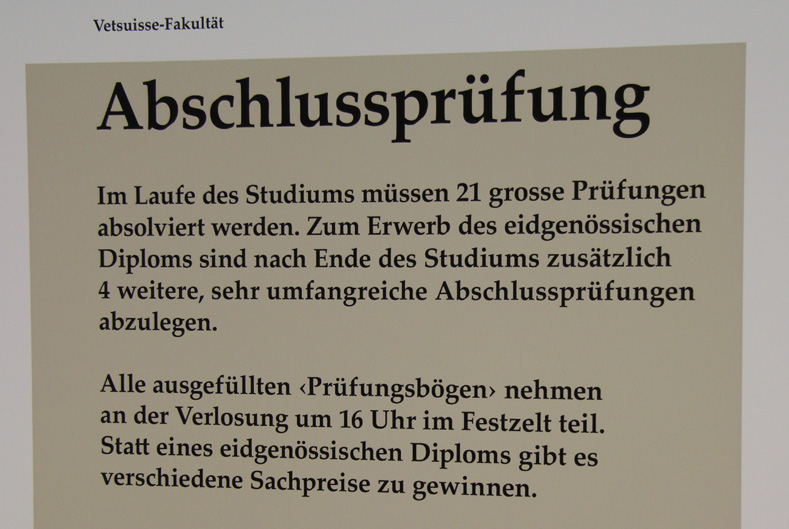 Vetsuisse-Fakultät
Abschlussprüfung
Im Laufe des Studiums müssen 21 grosse Prüfungen
absolviert werden. Zum Erwerb des eidgenössischen
Diploms sind nach Ende des Studiums zusätzlich
4 weitere, sehr umfangreiche Abschlussprüfungen
abzulegen.
Alle ausgefüllten ‹Prüfungsbögen› nehmen
an der Verlosung um 16 Uhr im Festzelt teil.
Statt eines eidgenössischen Diploms gibt es
verschiedene Sachpreise zu gewinnen.